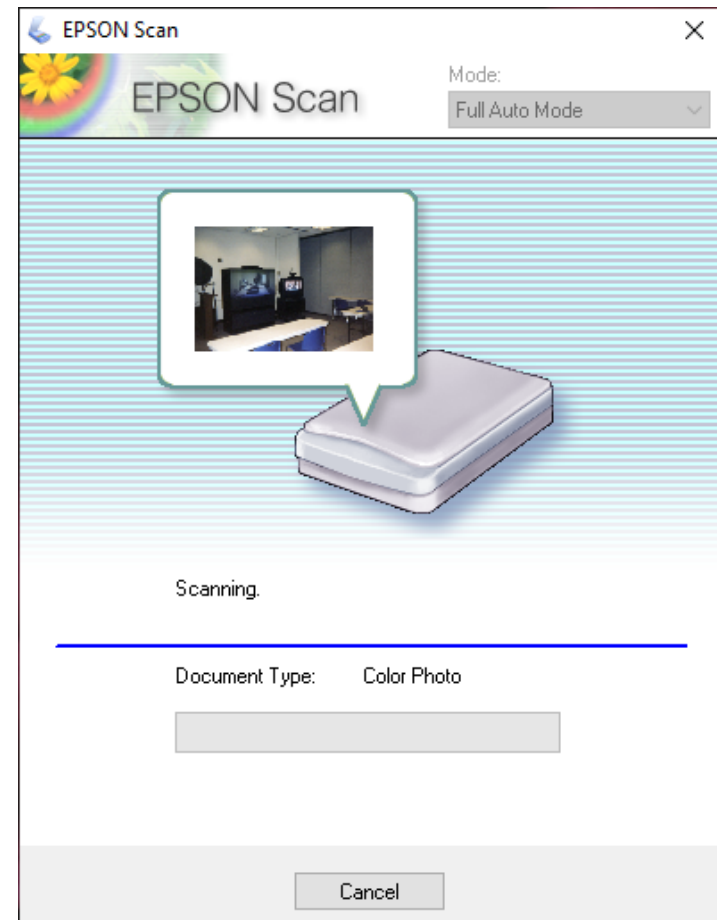 EPSON Scan
EPSON Scan
Mode:
Full Auto Mode
Scanning.
Document Type: Color Photo
Cancel